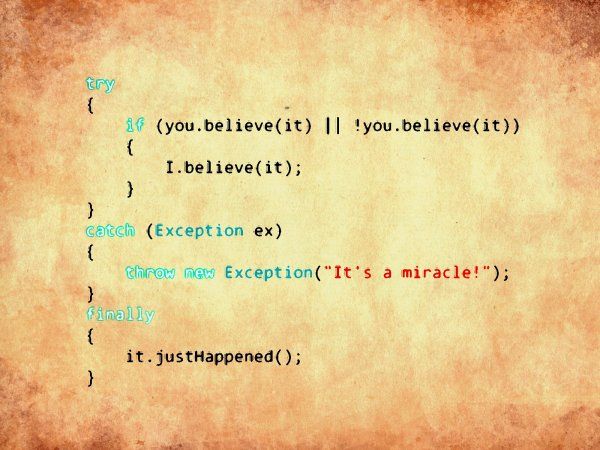 try
{
    if (you.believe(it) || !you.believe(it))
    {
        I.believe(it);
    }
}
catch (Exception ex)
{
    throw new Exception("It's a miracle!");
}
finally
{
    it.justHappened();
}